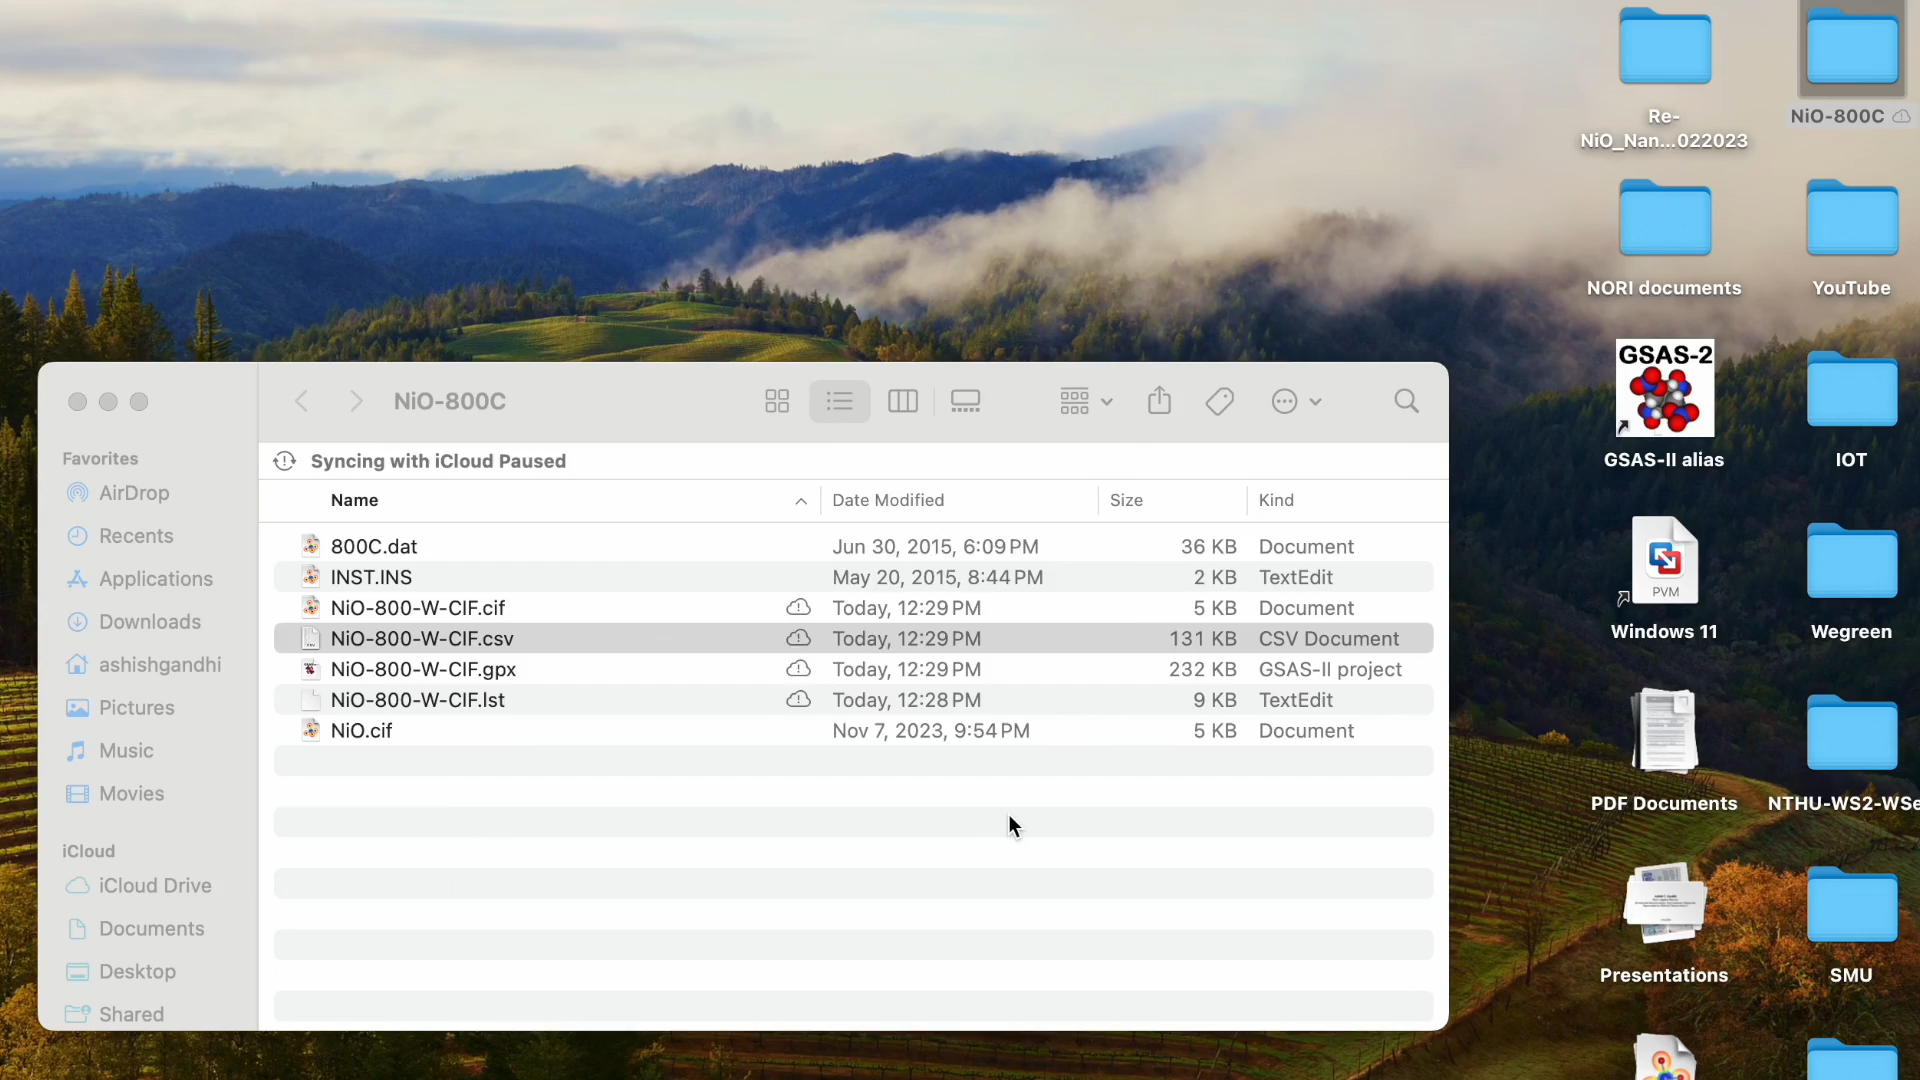 Re-
NiO_Nan...022023
NiO-800C
NORI documents
YouTube
GSAS-2
GSAS-II alias
IOT
PVM
Windows 11
Wegreen
PDF Documents
NTHU-WS2-WSe
Presentations
SMU
NiO-800C
Favorites
AirDrop
Recents
Applications
Downloads
ashishgandhi
Pictures
Music
Movies
iCloud
iCloud Drive
Documents
Desktop
Shared
Syncing with iCloud Paused
Name Date Modified Size Kind
800C.dat Jun 30, 2015, 6:09 PM 36 KB Document
INST.INS May 20, 2015, 8:44 PM 2 KB TextEdit
NiO-800-W-CIF.cif Today, 12:29 PM 5 KB Document
NiO-800-W-CIF.csv Today, 12:29 PM 131 KB CSV Document
NiO-800-W-CIF.gpx Today, 12:29 PM 232 KB GSAS-II project
NiO-800-W-CIF.lst Today, 12:28 PM 9 KB TextEdit
NiO.cif Nov 7, 2023, 9:54 PM 5 KB Document